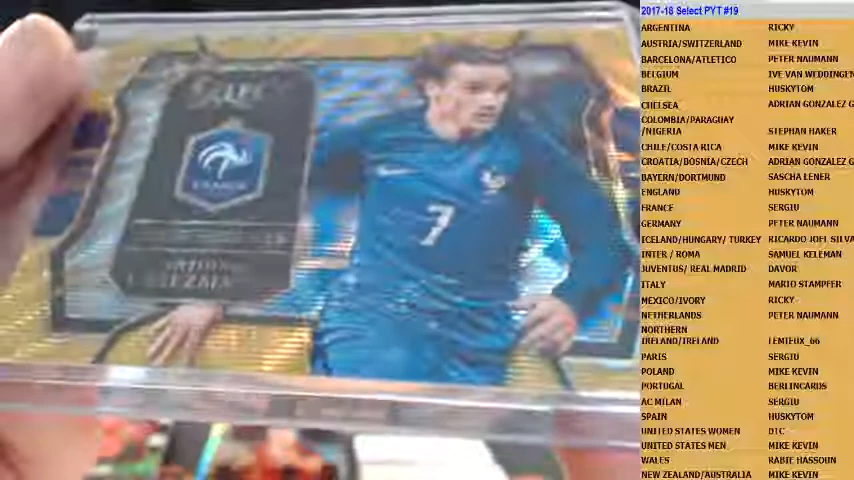 SELECT
FRANCE
7
2017-18 Select PYT #19
ARGENTINA RICKY
AUSTRIA/SWITZERLAND MIKE KEVIN
BARCELONA/ATLETICO PETER NAUMANN
BELGIUM IVE VAN WEDDINGEN
BRAZIL HUSKYTOM
CHELSEA ADRIAN GONZALEZ G
COLOMBIA/PARAGUAY
/NIGERIA STEPHAN HAKER
CHILE/COSTA RICA MIKE KEVIN
CROATIA/BOSNIA/CZECH ADRIAN GONZALEZ G
BAYERN/DORTMUND SASCHA LENER
ENGLAND HUSKYTOM
FRANCE SERGIU
GERMANY PETER NAUMANN
ICELAND/HUNGARY/ TURKEY RICARDO JOEL SILVA
INTER / ROMA SAMUEL KELEMAN
JUVENTUS/ REAL MADRID DAVOR
ITALY MARIO STAMPFER
MEXICO/IVORY RICKY
NETHERLANDS PETER NAUMANN
NORTHERN
IRELAND/IRELAND LEMIEUX_66
PARIS SERGIU
POLAND MIKE KEVIN
PORTUGAL BERLINCARDS
AC MILAN SERGIU
SPAIN HUSKYTOM
UNITED STATES WOMEN DTC
UNITED STATES MEN MIKE KEVIN
WALES RABIE HASSOUN
NEW ZEALAND/AUSTRALIA MIKE KEVIN